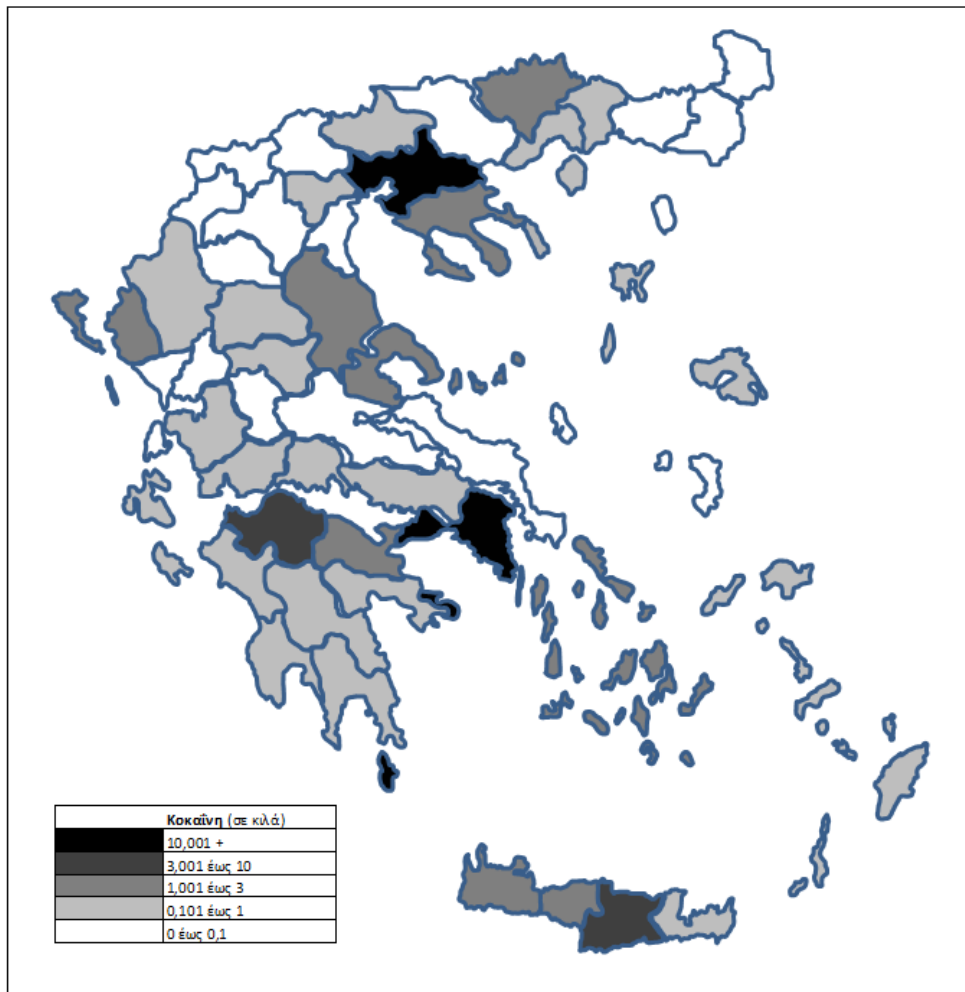 Κοκαΐνη (σε κιλά)
10,001 +
3,001 έως 10
1,001 έως 3
0,101 έως 1
0 έως 0,1